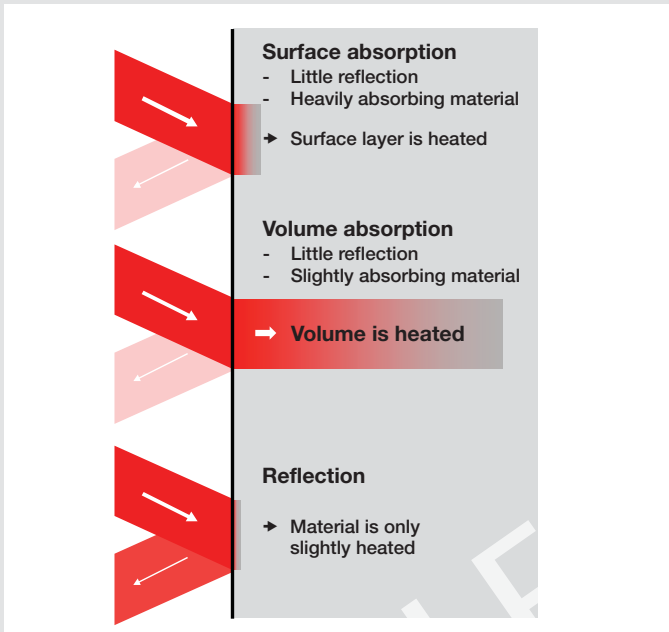 Surface absorption
- Little reflection
- Heavily absorbing material
➔ Surface layer is heated
Volume absorption
- Little reflection
- Slightly absorbing material
➔ Volume is heated
Reflection
➔ Material is only
slightly heated
LE